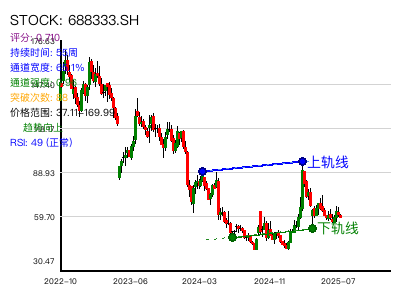 STOCK: 688333.SH
评分: 0.710
持续时间: 55周
通道宽度:
通道强度:
突破次数:
价格范围: 37.11-169.99
趋势向上
RSI: 49 (正常)
上轨线
下轨线
88.93
59.70
30.47
2022-10
2023-06
2024-03
2024-11
2025-07